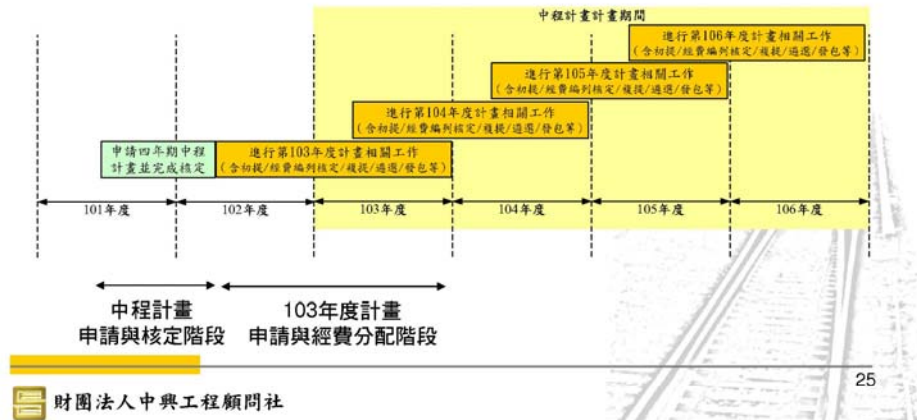 中程計畫計畫期間
進行第106年度計畫相關工作
(含初提/經費編列核定/複提/遴選/發包等)
進行第105年度計畫相關工作
(含初提/經費編列核定/複提/遴選/發包等)
進行第104年度計畫相關工作
(含初提/經費編列核定/複提/遴選/發包等)
申請四年期中程
計畫並完成核定
進行第103年度計畫相關工作
(含初提/經費編列核定/複提/遴選/發包等)
101年度
102年度
103年度
104年度
105年度
106年度
中程計畫
申請與核定階段
103年度計畫
申請與經費分配階段
25
財團法人中興工程顧問社